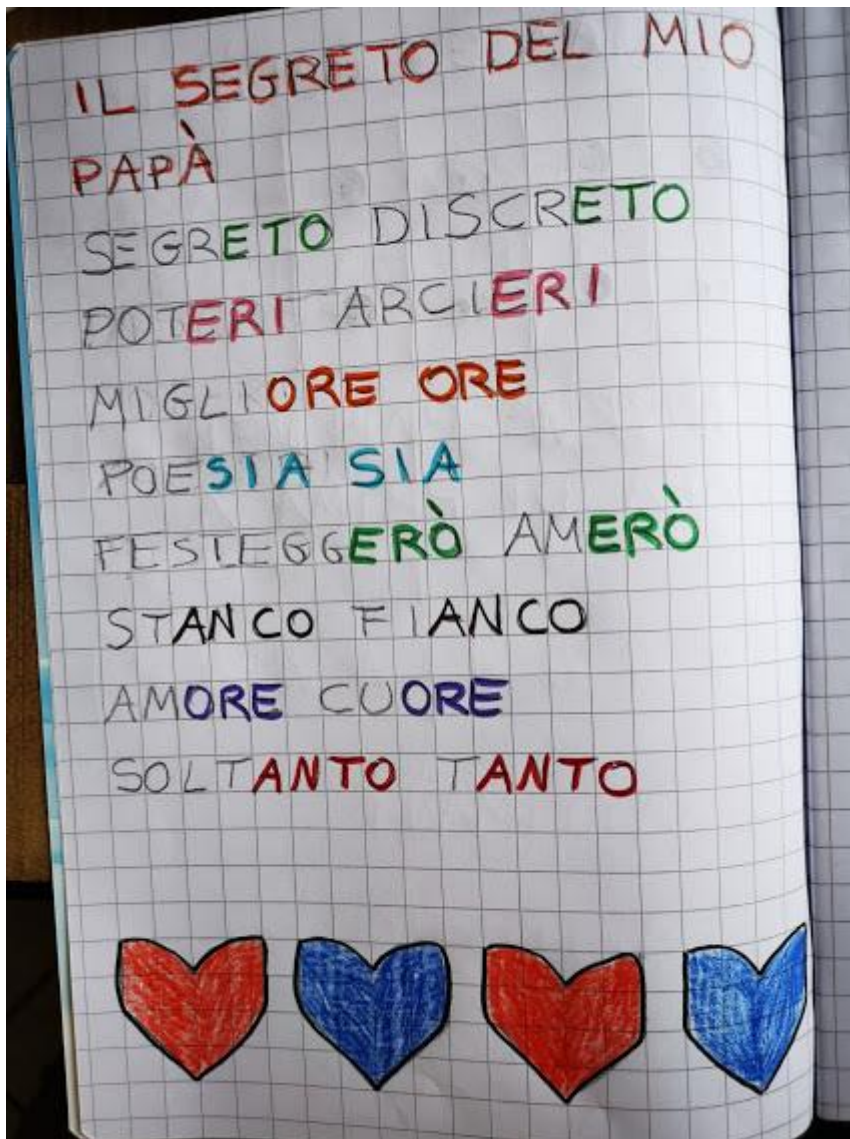 IL SEGRETO DEL MIO
PAPÀ
SEGRETO DISCRETO
POTERI ARCIERI
MIGLIORE ORE
POESIA SIA
FESTEGGERÒ AMERÒ
STANCO FIANCO
AMORE CUORE
SOLTANTO TANTO